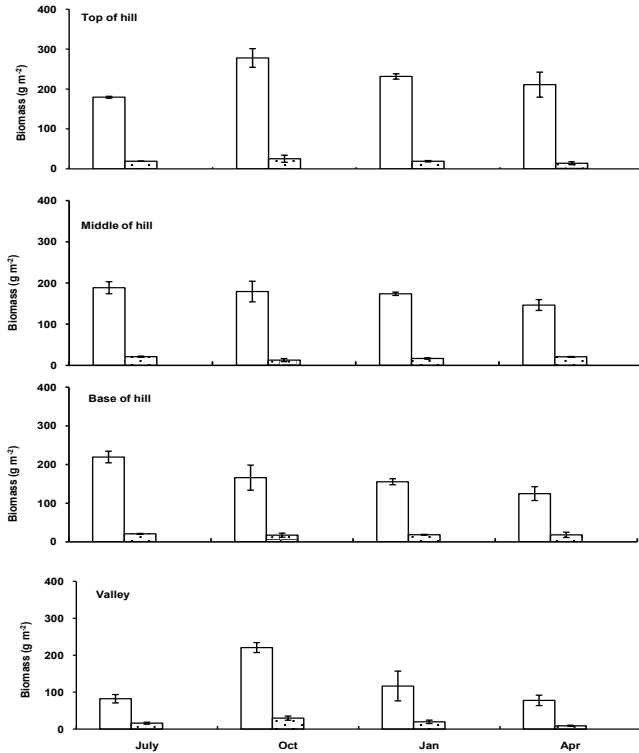 Top of hill
400
300
200
100
0
Biomass (g m⁻²)
Middle of hill
400
300
200
100
0
Biomass (g m⁻²)
Base of hill
400
300
200
100
0
Biomass (g m⁻²)
Valley
400
300
200
100
0
Biomass (g m⁻²)
July Oct Jan Apr